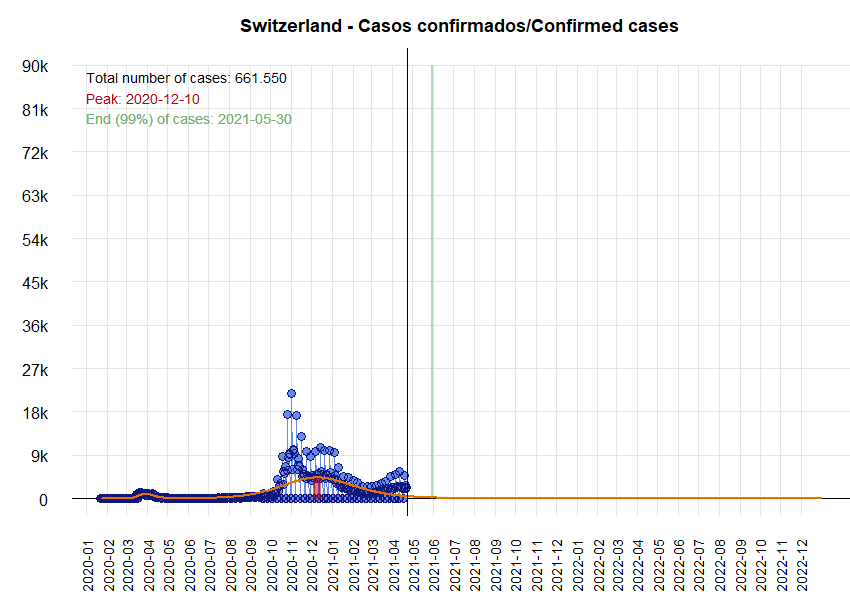 Switzerland - Casos confirmados/Confirmed cases
90k
81k
72k
63k
54k
45k
36k
27k
18k
9k
0
Total number of cases: 661.550
Peak: 2020-12-10
End (99%) of cases: 2021-05-30
2020-01
2020-02
2020-03
2020-04
2020-05
2020-06
2020-07
2020-08
2020-09
2020-10
2020-11
2020-12
2021-01
2021-02
2021-03
2021-04
2021-05
2021-06
2021-07
2021-08
2021-09
2021-10
2021-11
2021-12
2022-01
2022-02
2022-03
2022-04
2022-05
2022-06
2022-07
2022-08
2022-09
2022-10
2022-11
2022-12